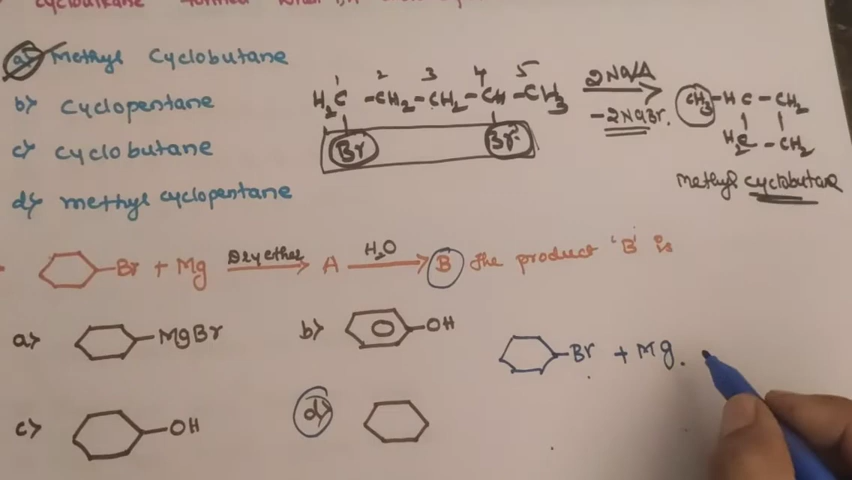 a) Methyl Cyclobutane
b) Cyclopentane
c) cyclobutane
d) methyl cyclopentane
1 2 3 4 5
H₂C -CH₂-CH₂-CH-CH₃
Br Br
2Na/Δ
-2NaBr.
CH₃-HC-CH₂
H₂C-CH₂
methyl cyclobutane
-Br + Mg Dry ether A H₂O B The product 'B' is
a) -MgBr b) -OH
c) -OH d)
-Br + Mg.